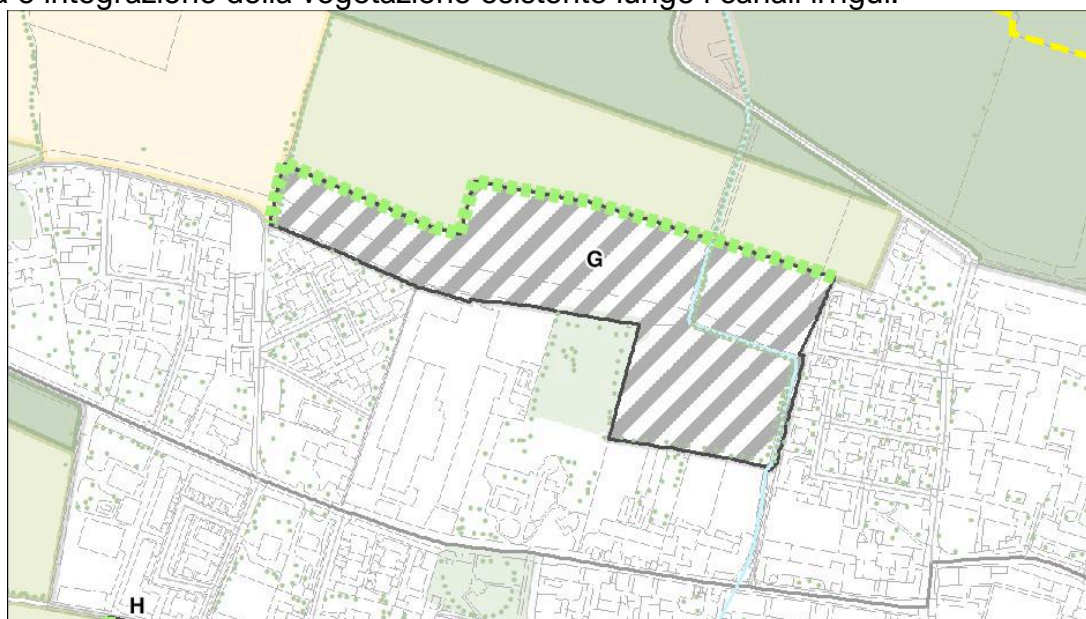 e integrazione della vegetazione esistente lungo i canali irrigui.
G
H